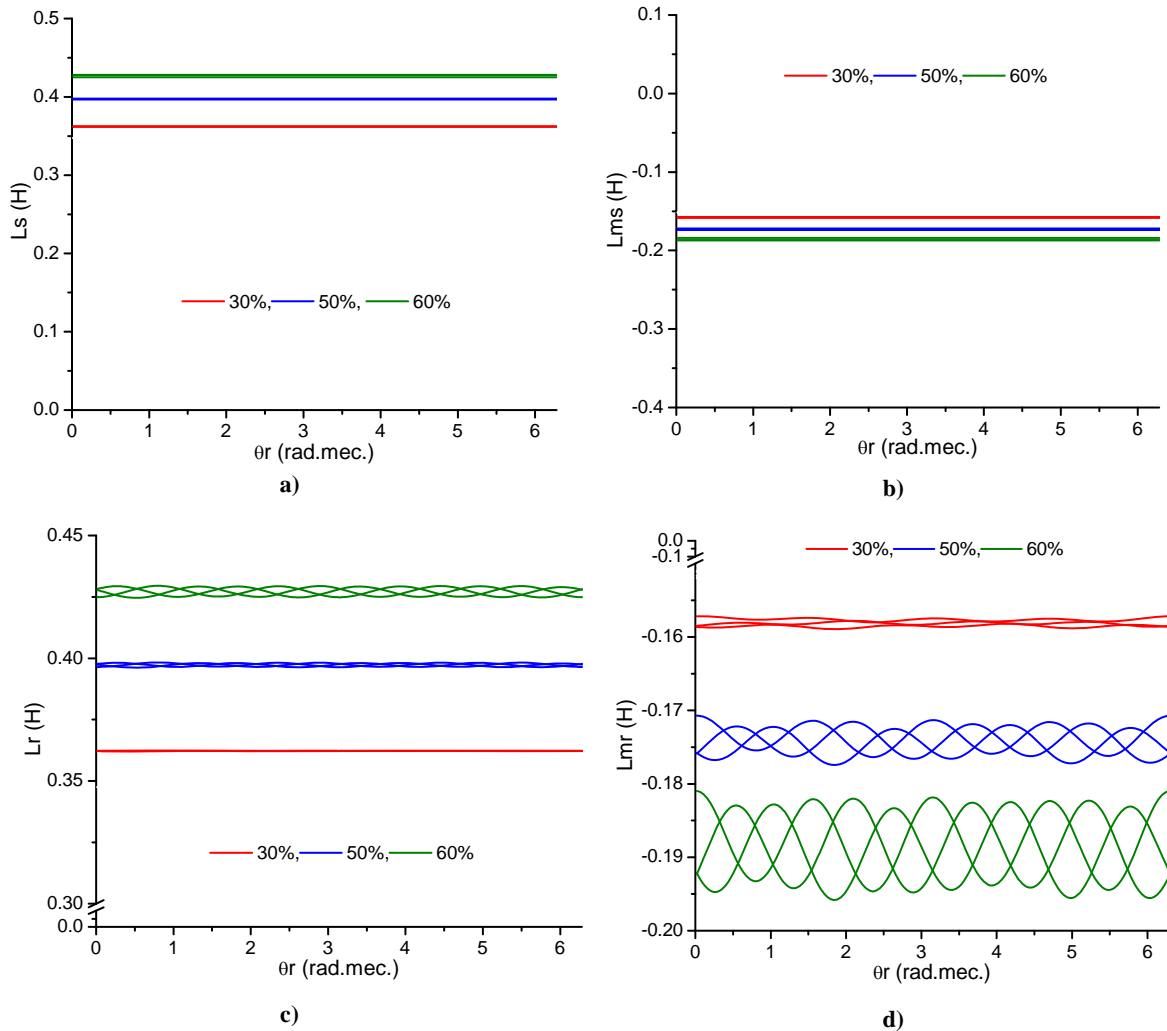 0.5
0.4
0.3
0.2
0.1
0.0
Ls (H)
30%, 50%, 60%
0 1 2 3 4 5 6
θr (rad.mec.)
a)
0.1
0.0
-0.1
-0.2
-0.3
-0.4
Lms (H)
30%, 50%, 60%
0 1 2 3 4 5 6
θr (rad.mec.)
b)
0.45
0.40
0.35
0.30
0.0
Lr (H)
30%, 50%, 60%
0 1 2 3 4 5 6
θr (rad.mec.)
c)
0.0
-0.1
-0.16
-0.17
-0.18
-0.19
-0.20
Lmr (H)
30%, 50%, 60%
0 1 2 3 4 5 6
θr (rad.mec.)
d)